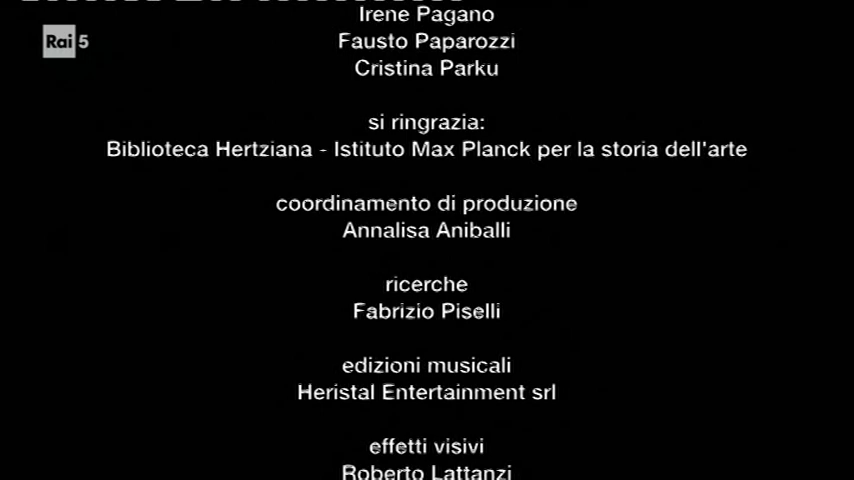 Irene Pagano
Rai 5
Fausto Paparozzi
Cristina Parku
si ringrazia:
Biblioteca Hertziana - Istituto Max Planck per la storia dell'arte
coordinamento di produzione
Annalisa Aniballi
ricerche
Fabrizio Piselli
edizioni musicali
Heristal Entertainment srl
effetti visivi
Roberto Lattanzi